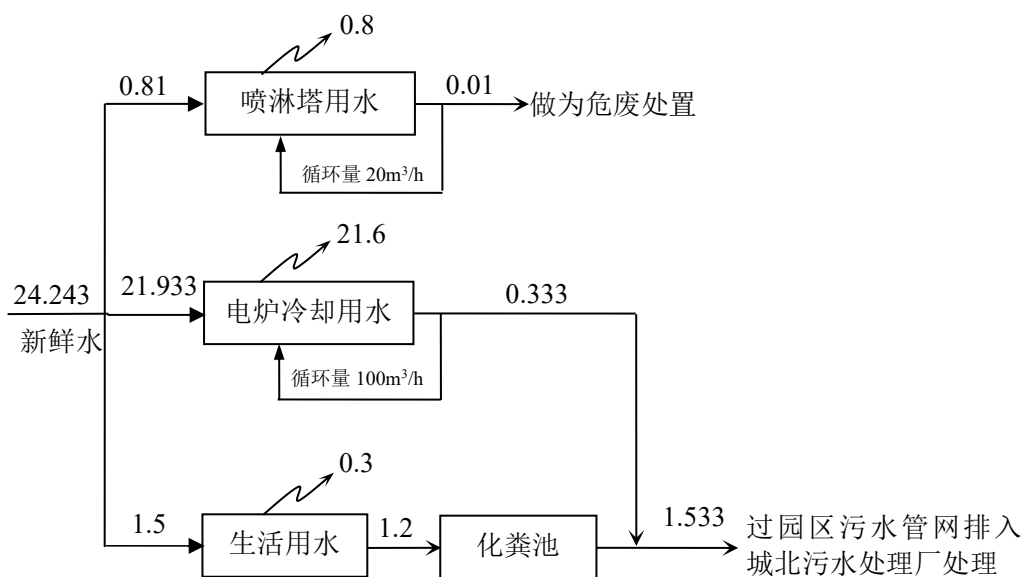 0.8
0.81
喷淋塔用水
0.01
做为危废处置
循环量 20m³/h
21.6
24.243
21.933
电炉冷却用水
0.333
新鲜水
循环量 100m³/h
0.3
1.5
生活用水
1.2
化粪池
1.533
过园区污水管网排入
城北污水处理厂处理